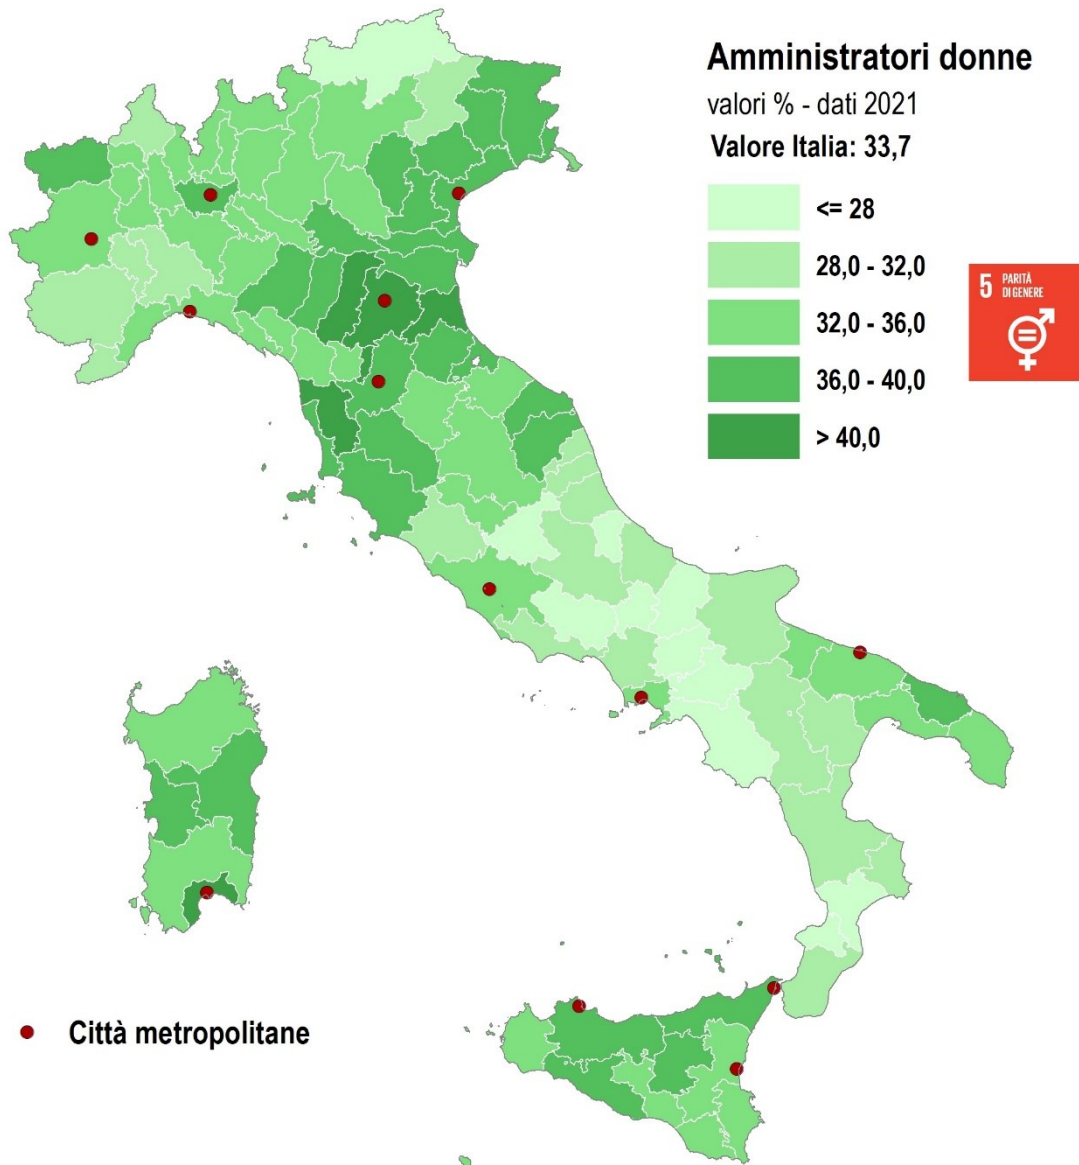 Amministratori donne
valori % - dati 2021
Valore Italia: 33,7
<= 28
28,0 - 32,0
32,0 - 36,0
36,0 - 40,0
> 40,0
5 PARITÀ
DI GENERE
Città metropolitane